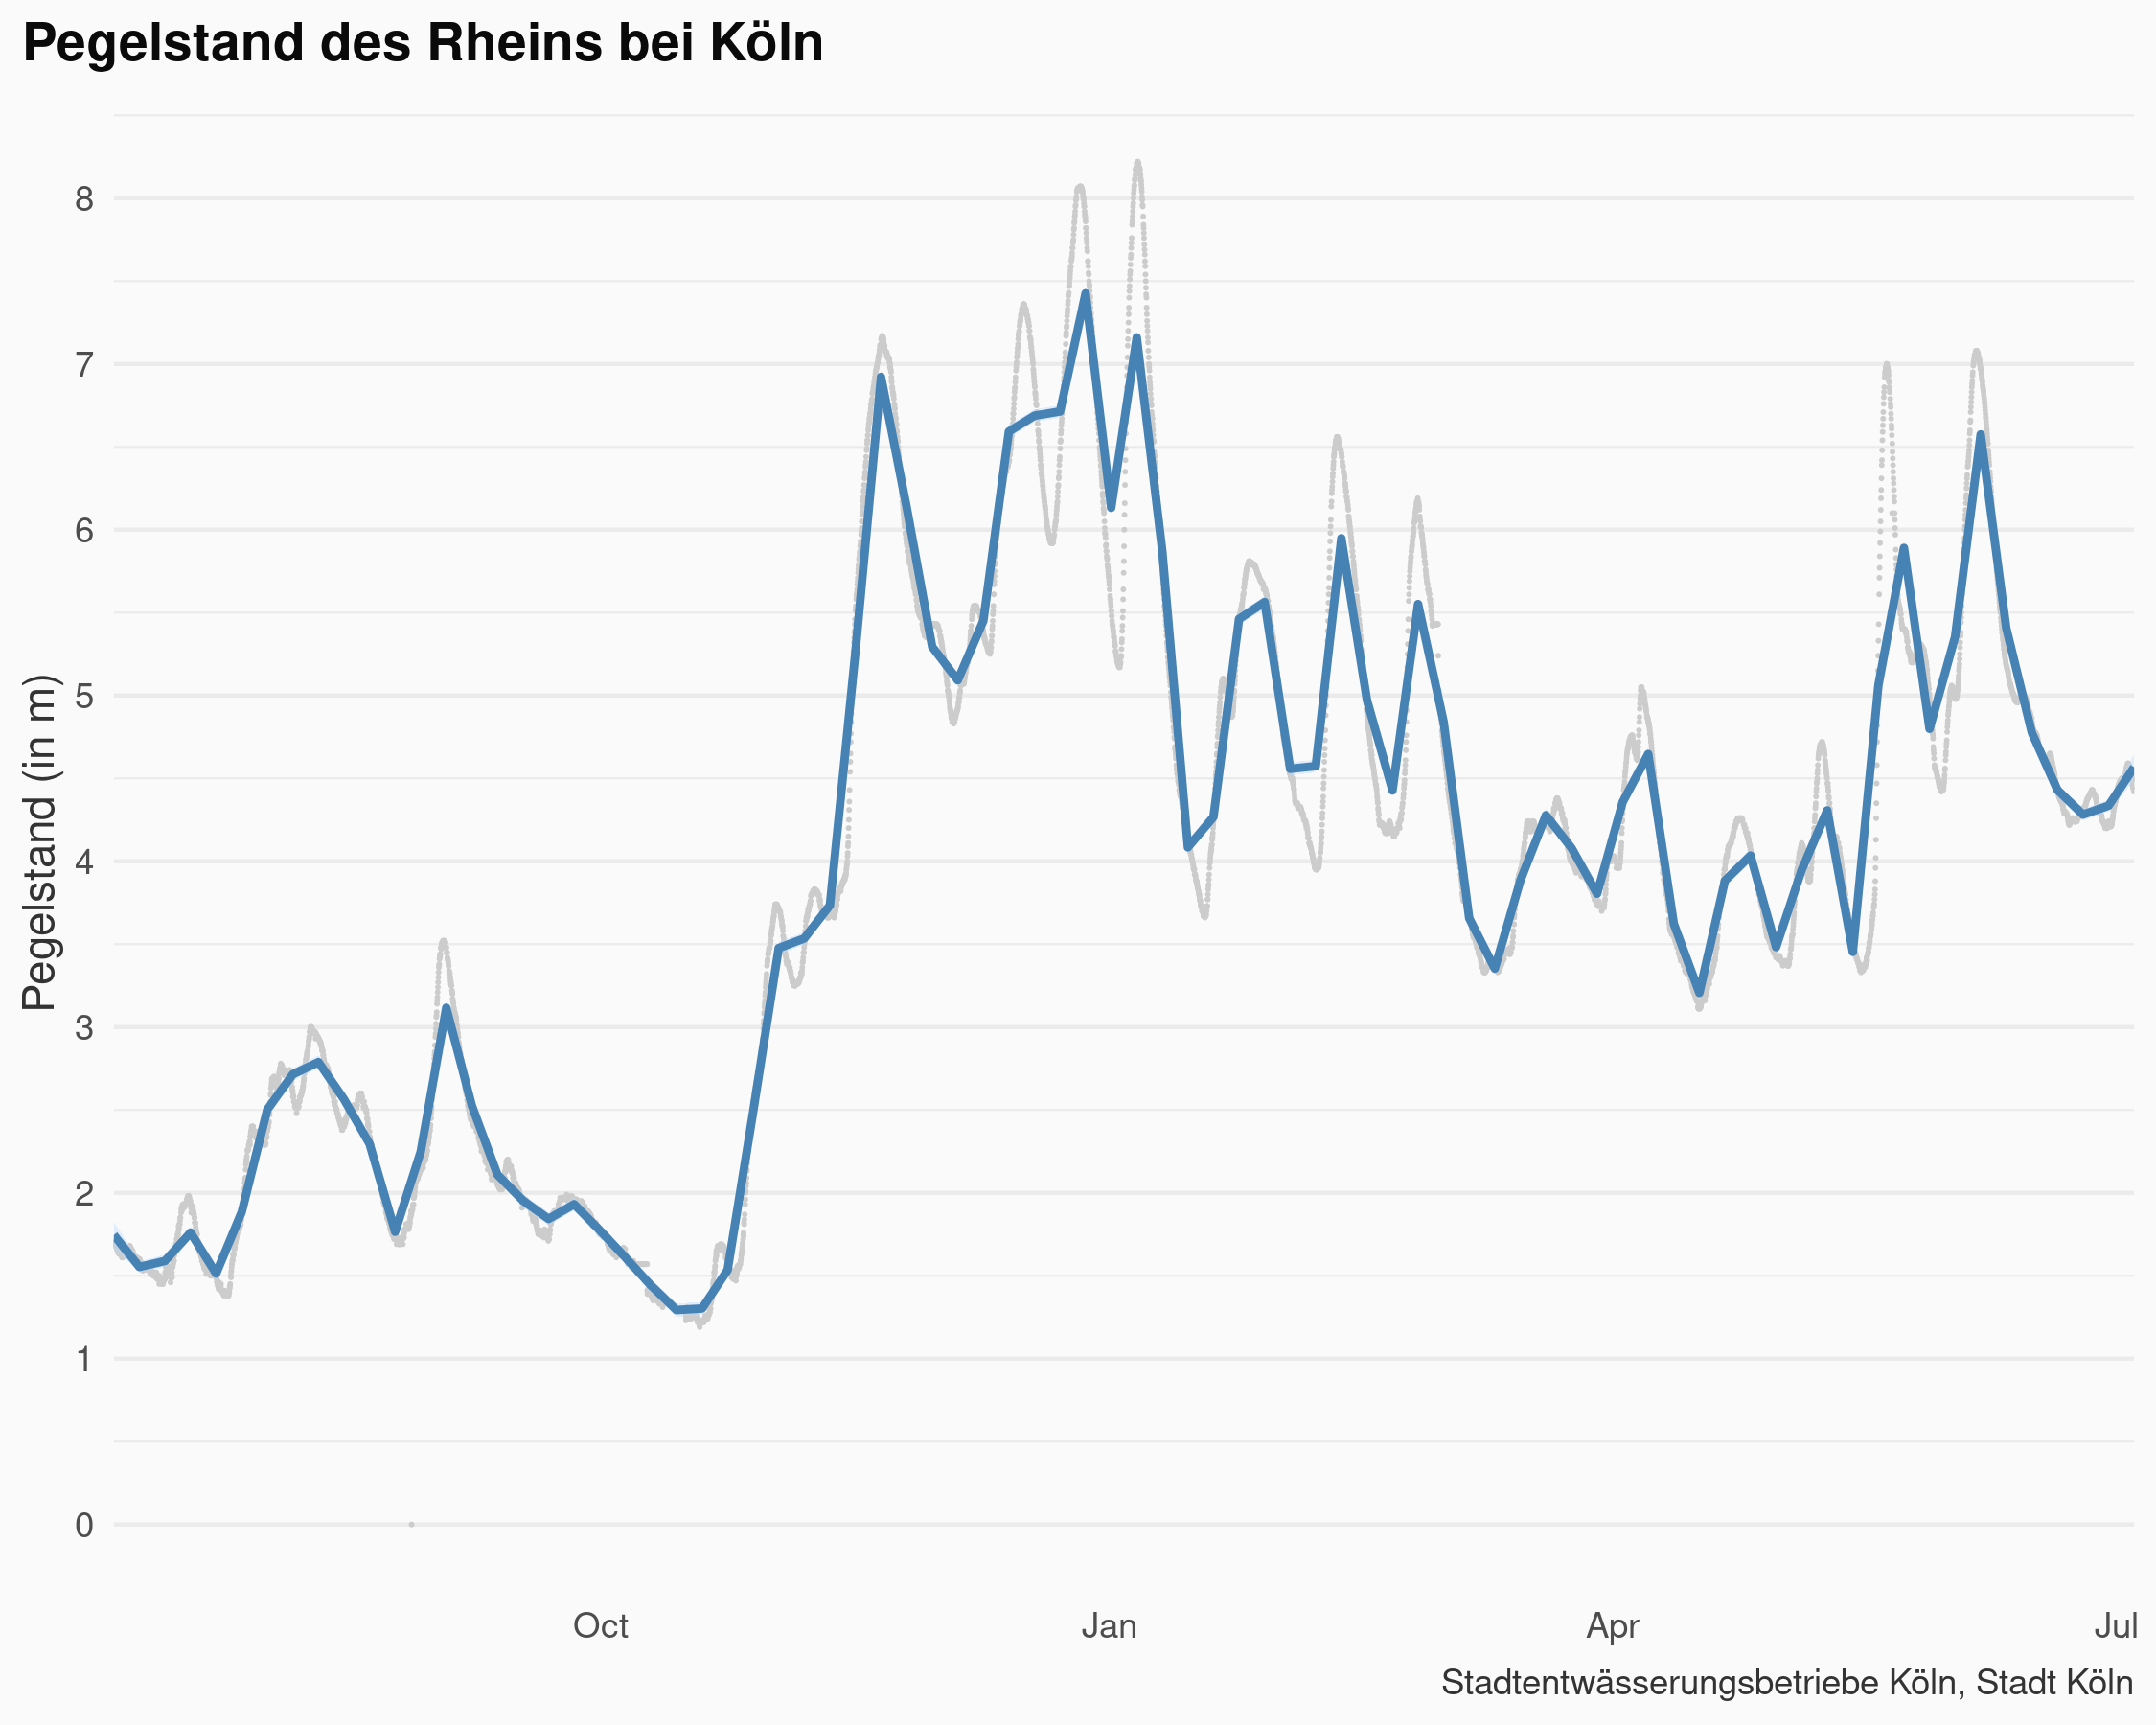 Pegelstand des Rheins bei Köln
Pegelstand (in m)
8
7
6
5
4
3
2
1
0
Oct Jan Apr Jul
Stadtentwässerungsbetriebe Köln, Stadt Köln